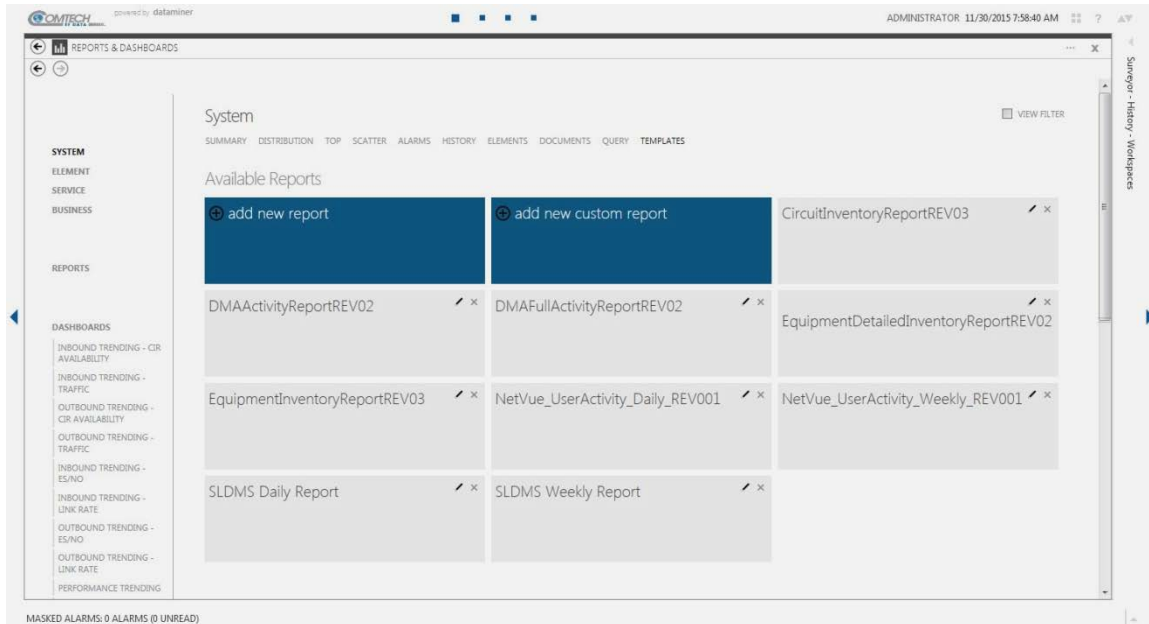 COMTECH
EF DATA
powered by dataminer
ADMINISTRATOR 11/30/2015 7:58:40 AM
?
REPORTS & DASHBOARDS
... X
Surveyor - History - Workspaces
System
VIEW FILTER
SUMMARY DISTRIBUTION TOP SCATTER ALARMS HISTORY ELEMENTS DOCUMENTS QUERY TEMPLATES
SYSTEM
ELEMENT
SERVICE
BUSINESS
REPORTS
DASHBOARDS
INBOUND TRENDING - CIR
AVAILABILITY
INBOUND TRENDING -
TRAFFIC
OUTBOUND TRENDING -
CIR AVAILABILITY
OUTBOUND TRENDING -
TRAFFIC
INBOUND TRENDING -
ES/NO
INBOUND TRENDING -
LINK RATE
OUTBOUND TRENDING -
ES/NO
OUTBOUND TRENDING -
LINK RATE
PERFORMANCE TRENDING
Available Reports
add new report
add new custom report
CircuitInventoryReportREV03
DMAActivityReportREV02
DMAFullActivityReportREV02
EquipmentDetailedInventoryReportREV02
EquipmentInventoryReportREV03
NetVue_UserActivity_Daily_REV001
NetVue_UserActivity_Weekly_REV001
SLDMS Daily Report
SLDMS Weekly Report
MASKED ALARMS: 0 ALARMS (0 UNREAD)